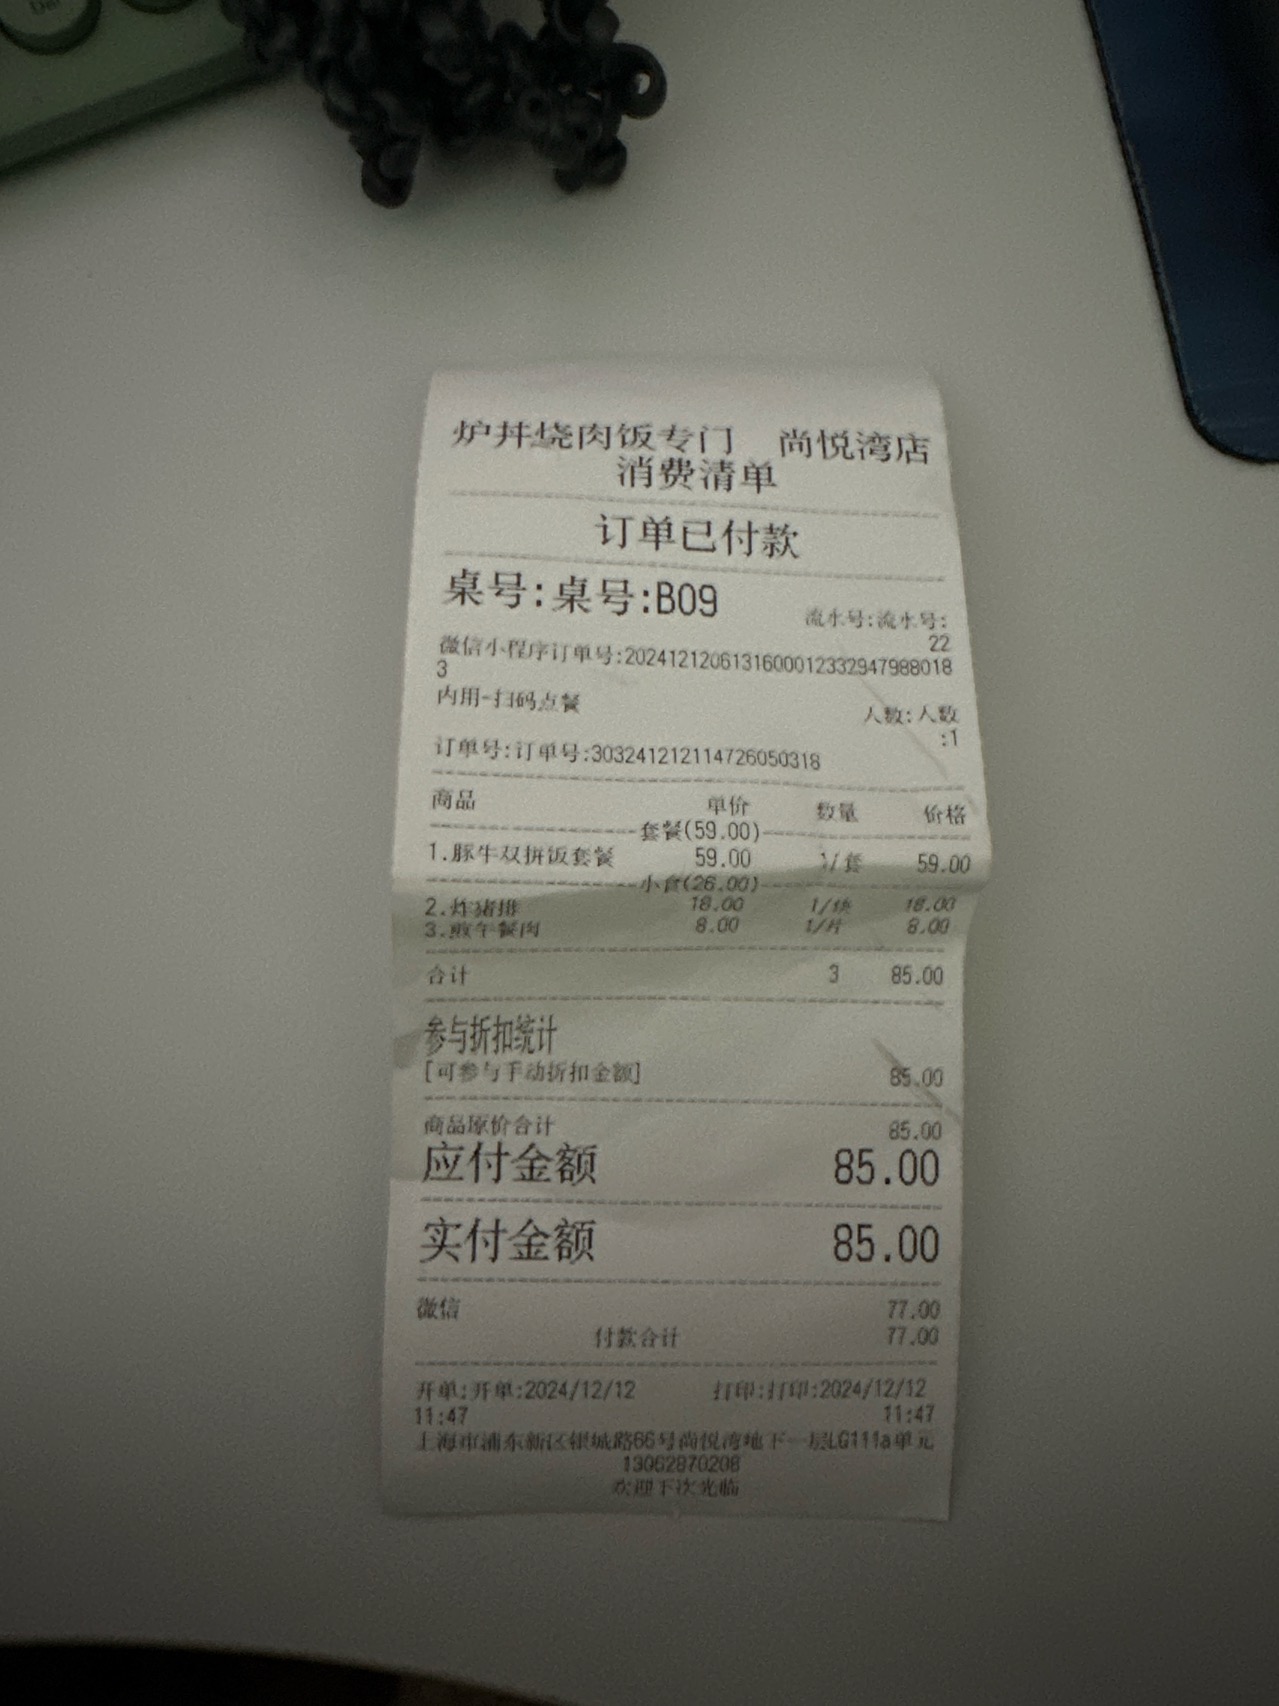 炉丼烧肉饭专门 尚悦湾店
消费清单
订单已付款
桌号:桌号:B09
流水号:流水号:
22
微信小程序订单号:2024121206131600012332947988018
3
内用-扫码点餐
人数:人数
:1
订单号:订单号:303241212114726050318
商品 单价 数量 价格
套餐(59.00)
1.豚牛双拼饭套餐 59.00 1/套 59.00
小食(26.00)
2.炸猪排 18.00 1/块 18.00
3.煎午餐肉 8.00 1/片 8.00
合计 3 85.00
参与折扣统计
[可参与手动折扣金额] 85.00
商品原价合计 85.00
应付金额 85.00
实付金额 85.00
微信 77.00
付款合计 77.00
开单:开单:2024/12/12 打印:打印:2024/12/12
11:47 11:47
上海市浦东新区银城路66号尚悦湾地下一层LG111a单元
13062870208
欢迎下次光临